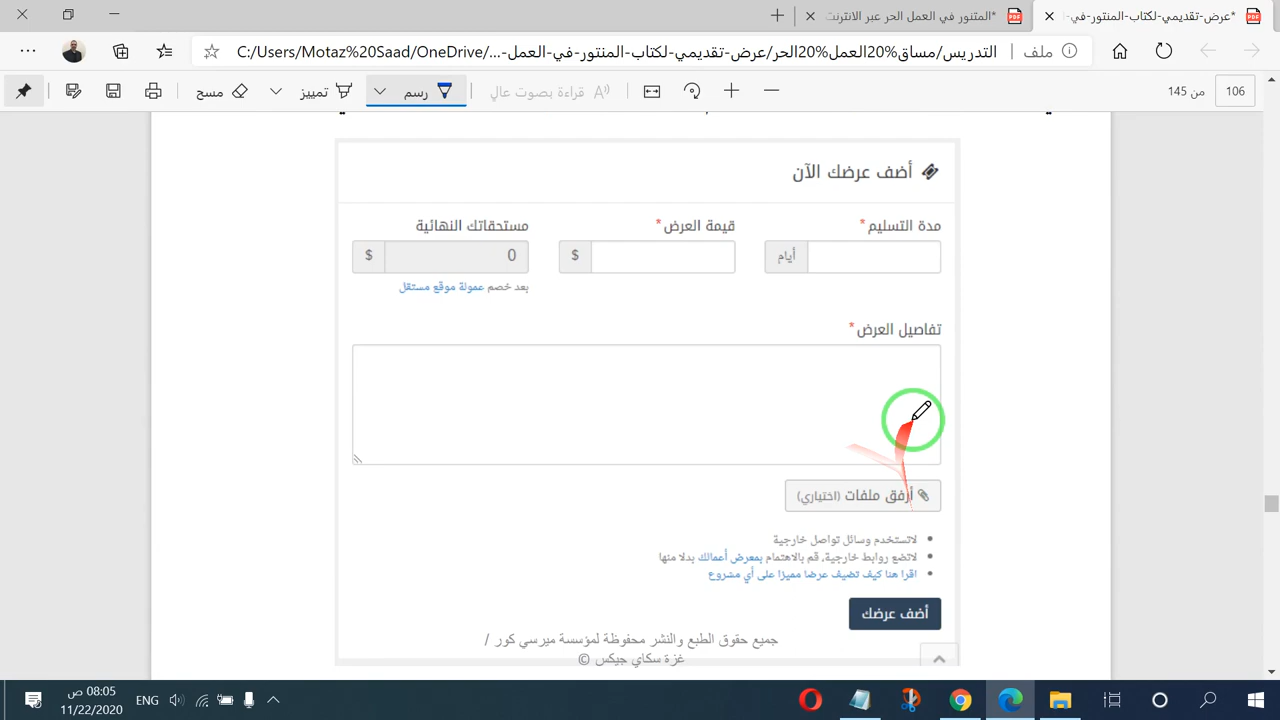 *عرض-تقديمي-لكتاب-المنتور-في-ا
*المنتور في العمل الحر عبر الانترنت
ملف
C:/Users/Motaz%20Saad/OneDrive/...التدريس/مساق%20العمل%20الحر/عرض-تقديمي-لكتاب-المنتور-في-العمل-
106
من 145
قراءة بصوت عالٍ
رسم
تمييز
مسح
أضف عرضك الآن
مدة التسليم *
قيمة العرض *
مستحقاتك النهائية
أيام
$
0
$
بعد خصم عمولة موقع مستقل
تفاصيل العرض *
أرفق ملفات (اختياري)
لاتستخدم وسائل تواصل خارجية
لاتضع روابط خارجية, قم بالاهتمام بمعرض أعمالك بدلا منها
اقرا هنا كيف تضيف عرضا مميزا على أي مشروع
أضف عرضك
جميع حقوق الطبع والنشر محفوظة لمؤسسة ميرسي كور /
غزة سكاي جيكس ©
ENG
08:05 ص
11/22/2020